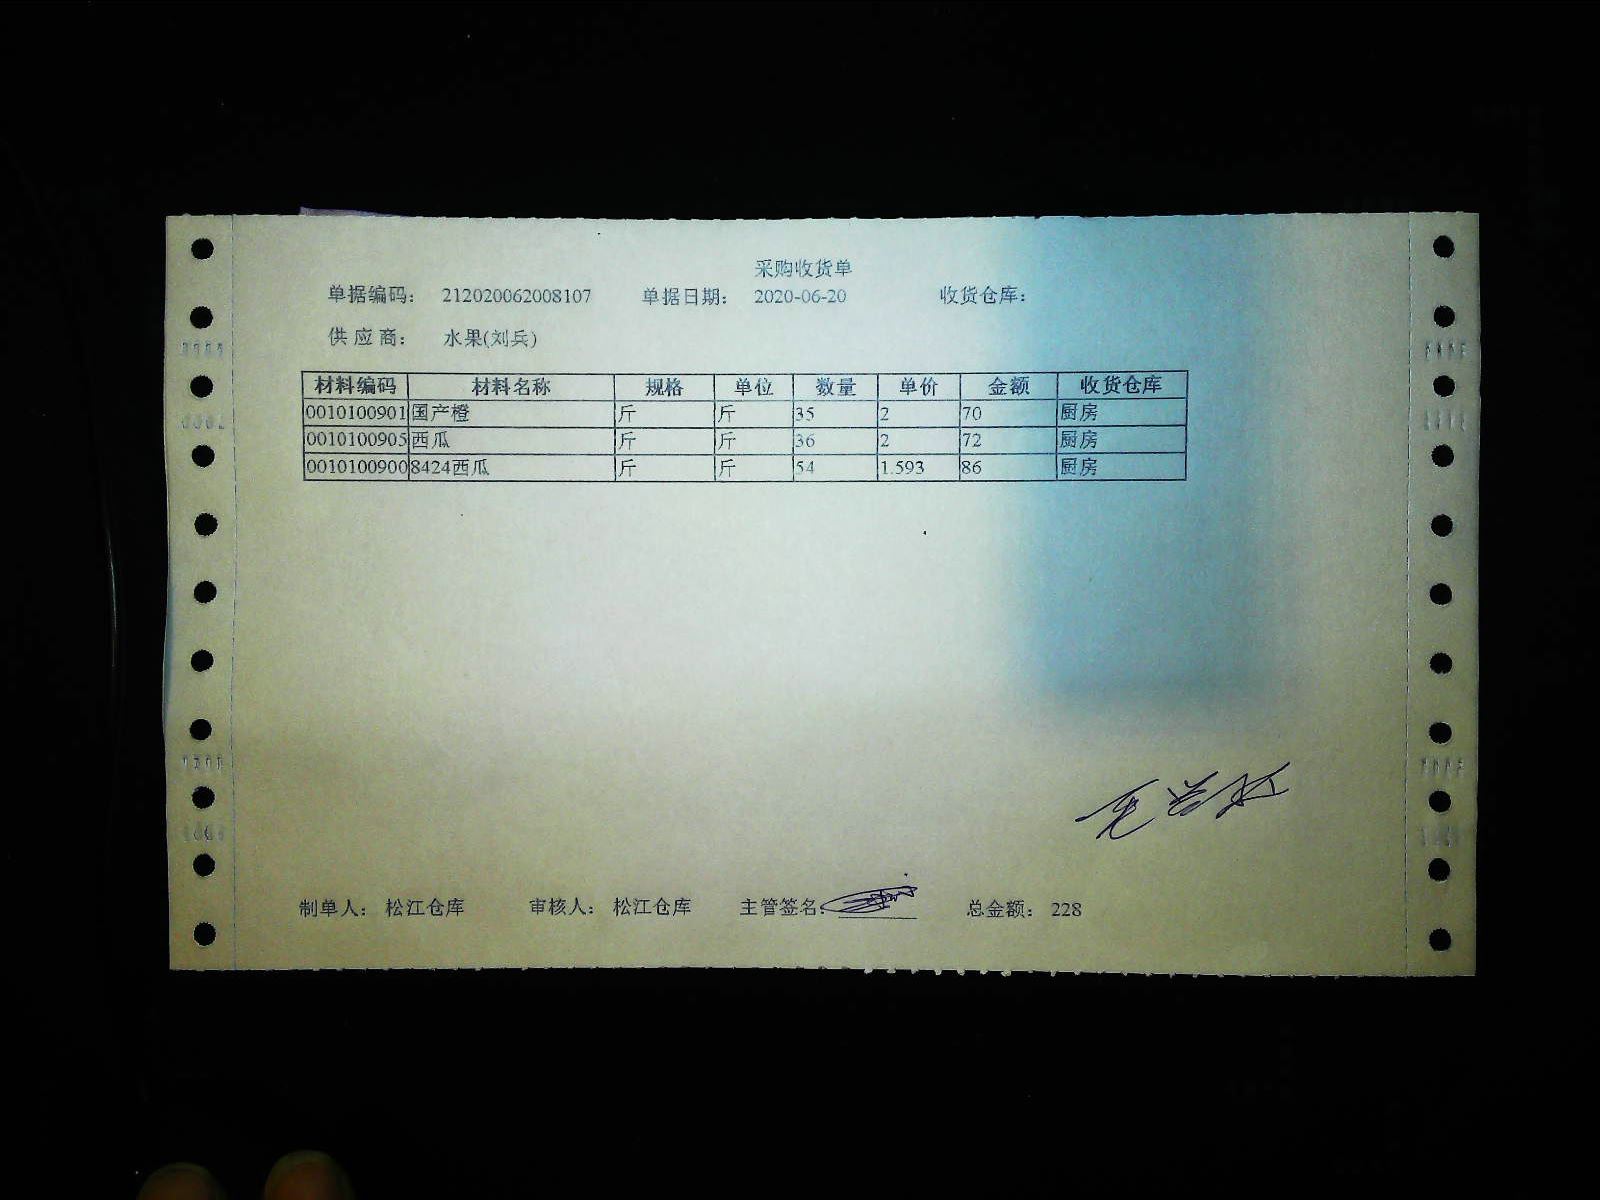 采购收货单
单据编码： 212020062008107 单据日期： 2020-06-20 收货仓库：
供 应 商： 水果(刘兵)
材料编码 材料名称 规格 单位 数量 单价 金额 收货仓库
0010100901 国产橙 斤 斤 35 2 70 厨房
0010100905 西瓜 斤 斤 36 2 72 厨房
0010100900 8424西瓜 斤 斤 54 1.593 86 厨房
制单人： 松江仓库 审核人： 松江仓库 主管签名： 总金额： 228